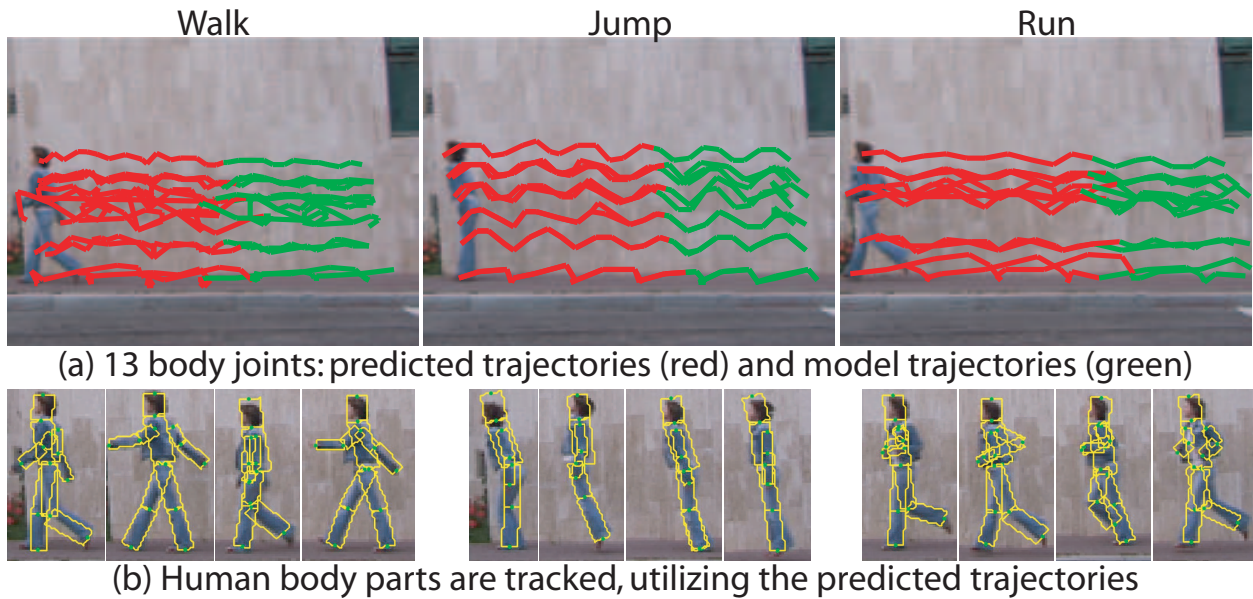 Walk
Jump
Run
(a) 13 body joints: predicted trajectories (red) and model trajectories (green)
(b) Human body parts are tracked, utilizing the predicted trajectories